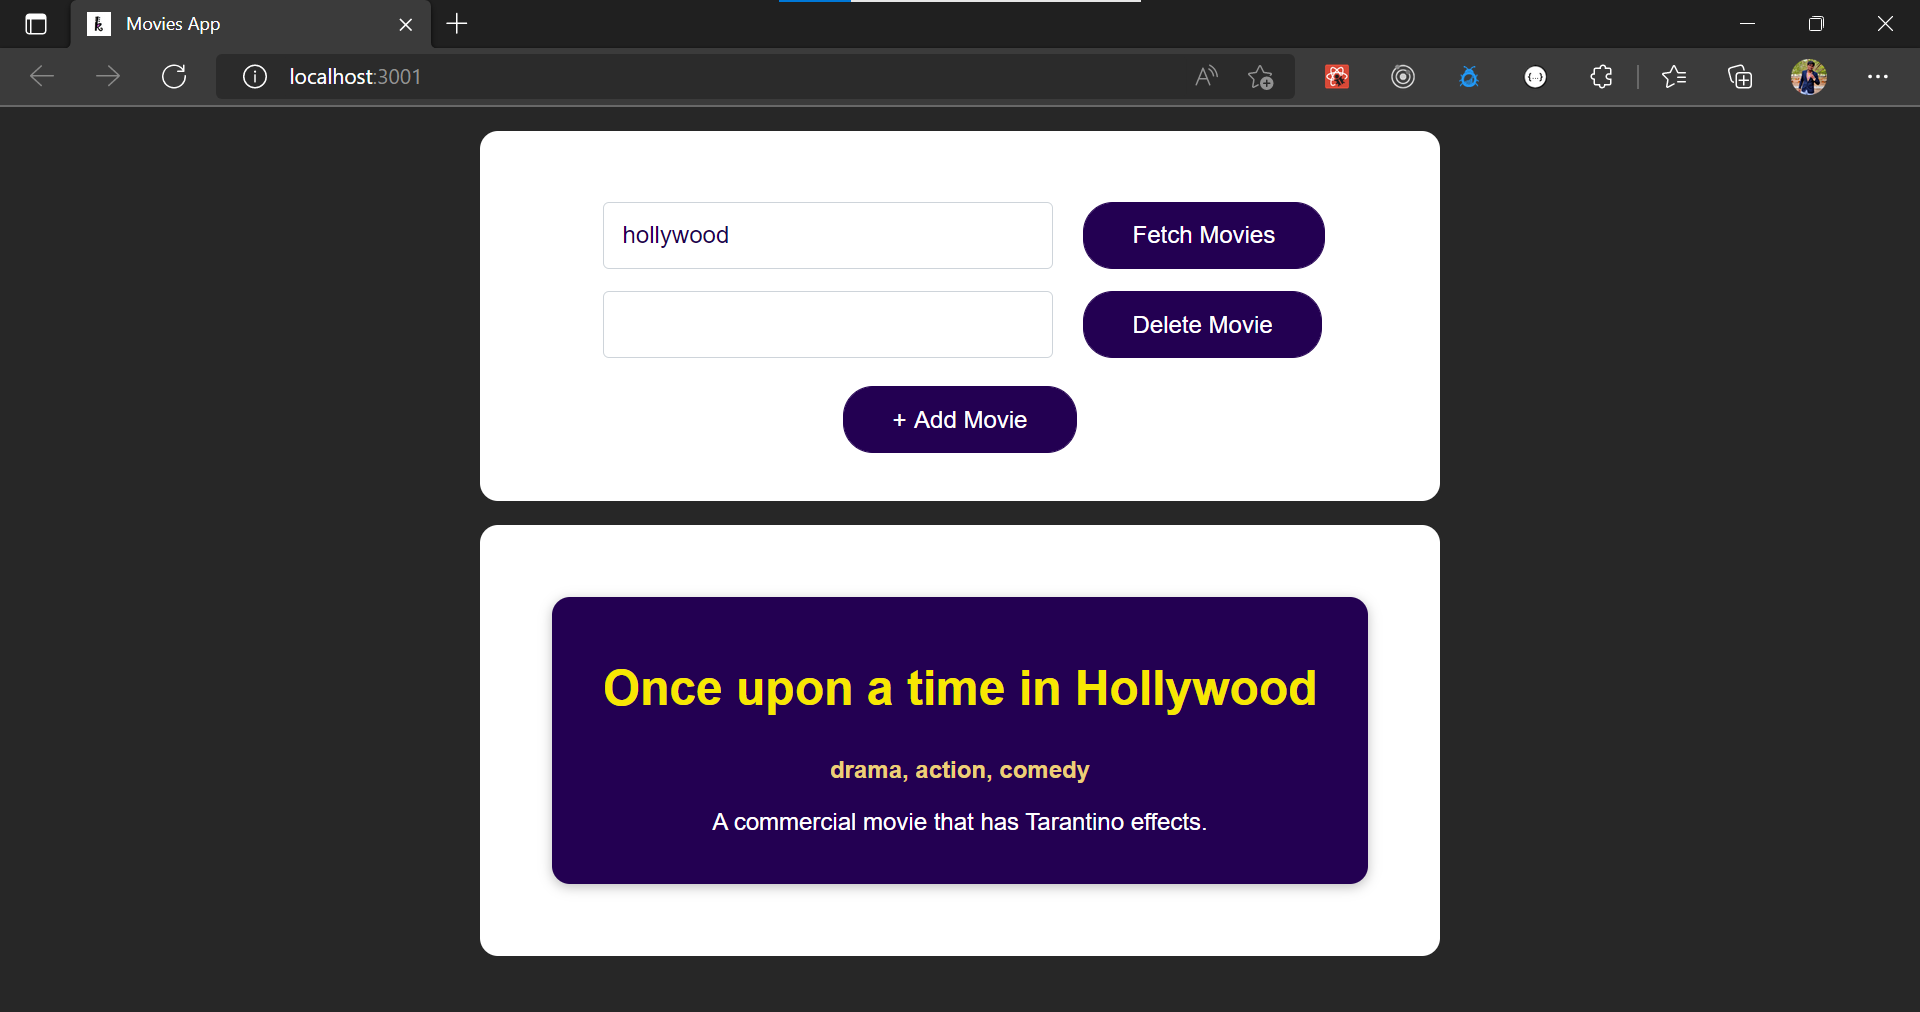 Movies App
localhost:3001
hollywood
Fetch Movies
Delete Movie
+ Add Movie
Once upon a time in Hollywood
drama, action, comedy
A commercial movie that has Tarantino effects.